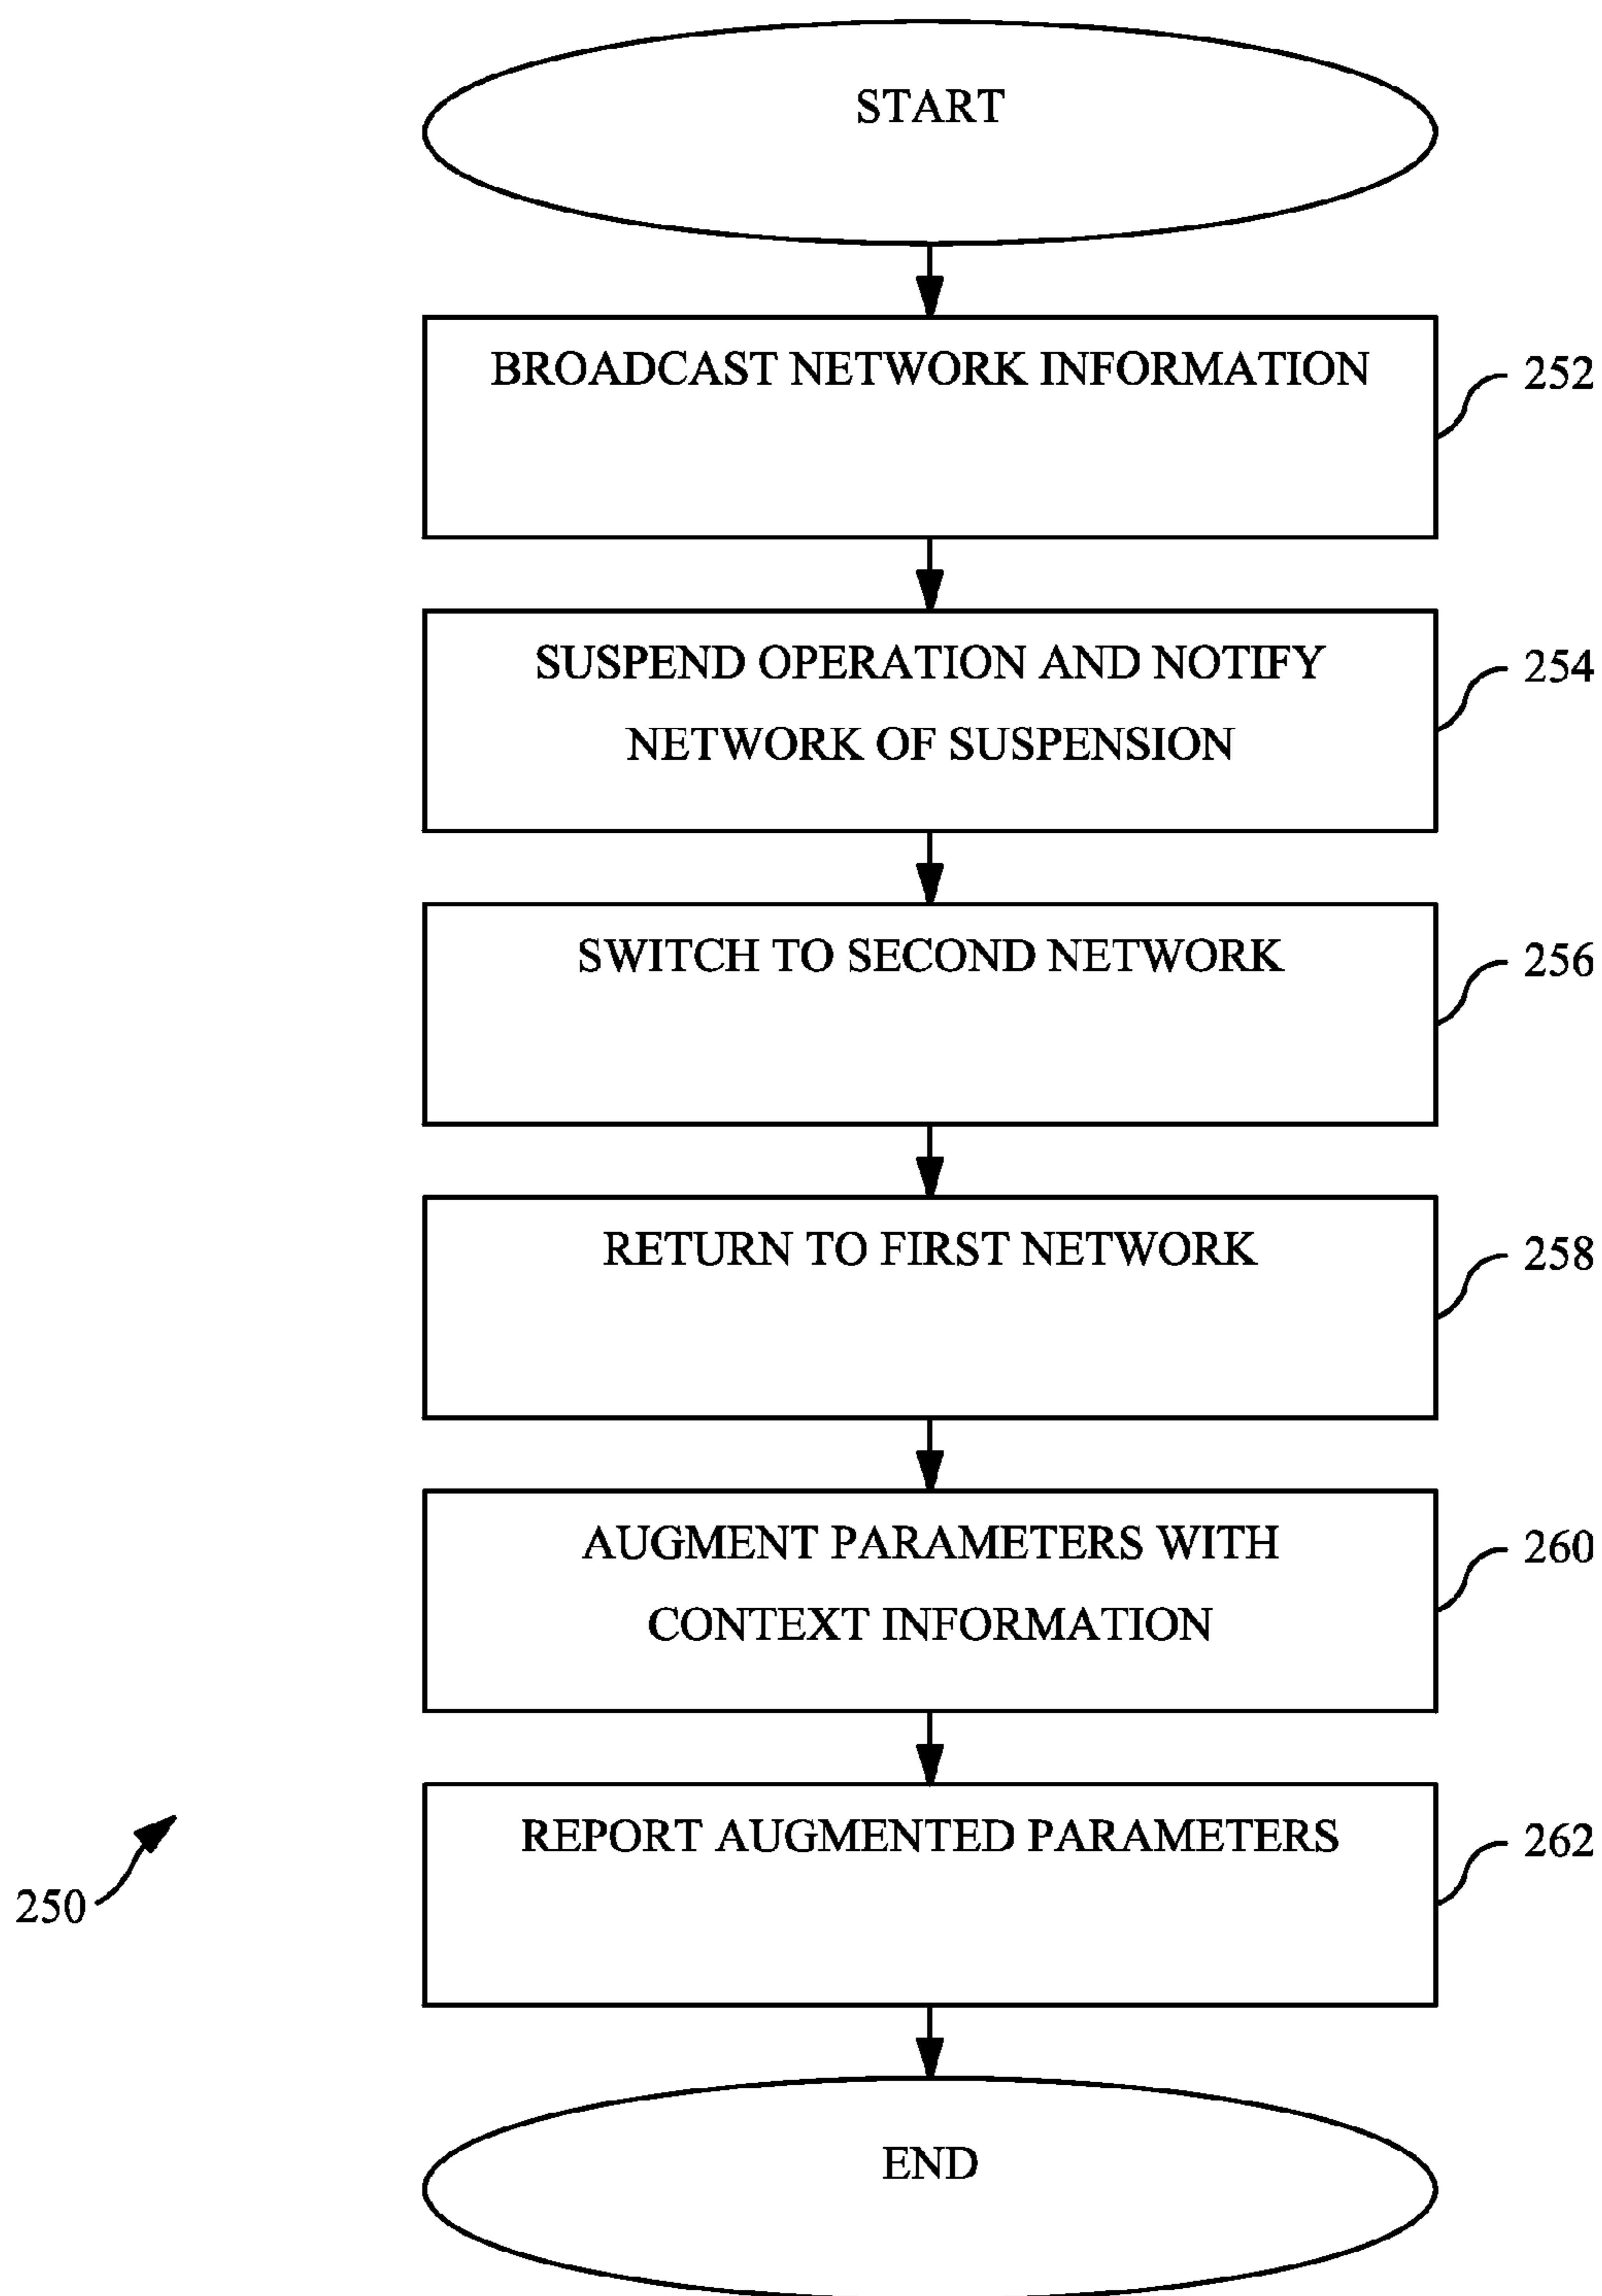 START
BROADCAST NETWORK INFORMATION
252
SUSPEND OPERATION AND NOTIFY
NETWORK OF SUSPENSION
254
SWITCH TO SECOND NETWORK
256
RETURN TO FIRST NETWORK
258
AUGMENT PARAMETERS WITH
CONTEXT INFORMATION
260
REPORT AUGMENTED PARAMETERS
262
250
END